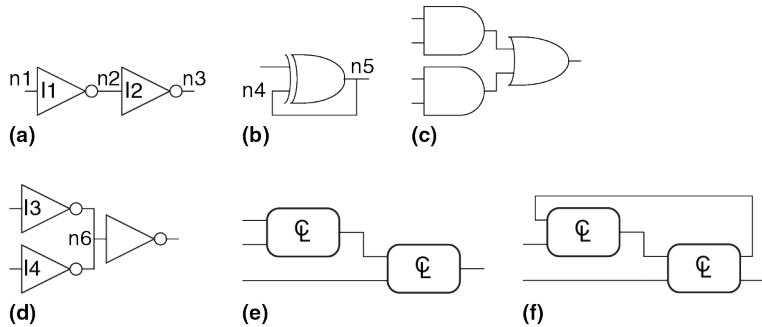 n1 I1 n2 I2 n3
(a)
n4 n5
(b)
(c)
I3
n6
I4
(d)
CL
CL
(e)
CL
CL
(f)